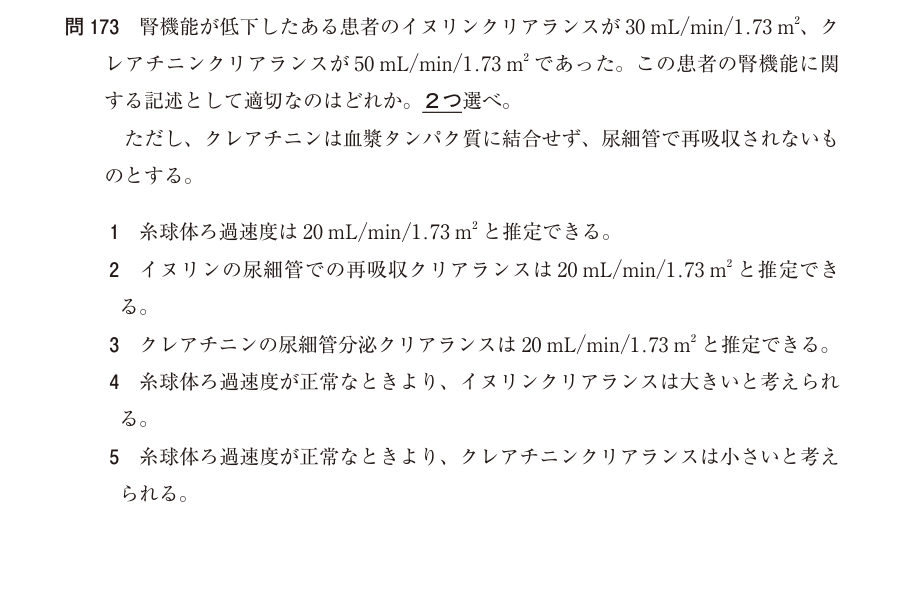 問 173 腎機能が低下したある患者のイヌリンクリアランスが 30 mL/min/1.73 m²、ク
レアチニンクリアランスが 50 mL/min/1.73 m² であった。この患者の腎機能に関
する記述として適切なのはどれか。2つ選べ。
ただし、クレアチニンは血漿タンパク質に結合せず、尿細管で再吸収されないも
のとする。
1 糸球体ろ過速度は 20 mL/min/1.73 m² と推定できる。
2 イヌリンの尿細管での再吸収クリアランスは 20 mL/min/1.73 m² と推定でき
る。
3 クレアチニンの尿細管分泌クリアランスは 20 mL/min/1.73 m² と推定できる。
4 糸球体ろ過速度が正常なときより、イヌリンクリアランスは大きいと考えられ
る。
5 糸球体ろ過速度が正常なときより、クレアチニンクリアランスは小さいと考え
られる。